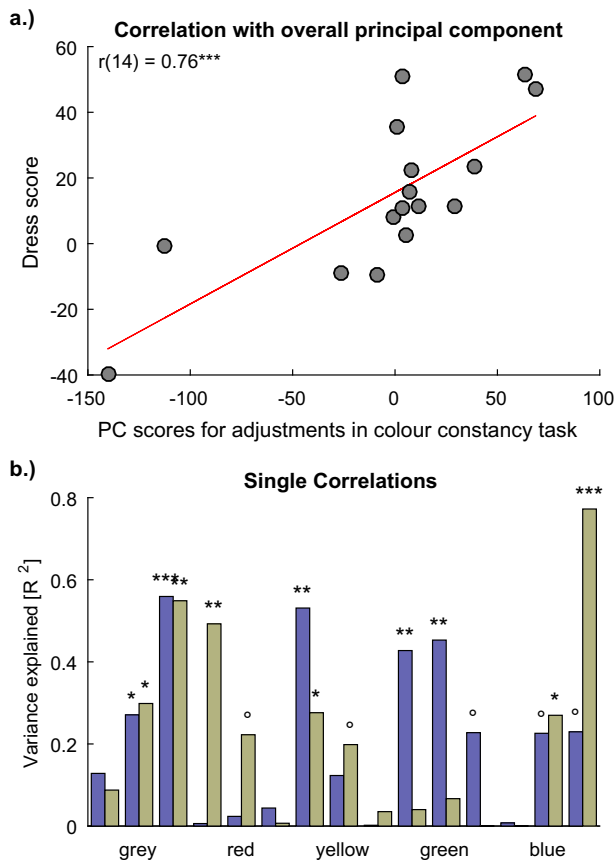 a.)
Correlation with overall principal component
r(14) = 0.76***
60
40
20
0
-20
-40
Dress score
-150 -100 -50 0 50 100
PC scores for adjustments in colour constancy task
b.)
Single Correlations
0.8
0.6
0.4
0.2
0
Variance explained [R ²]
* * *** ** ** ° ** * ° ** ** ° ° * ° ***
grey red yellow green blue